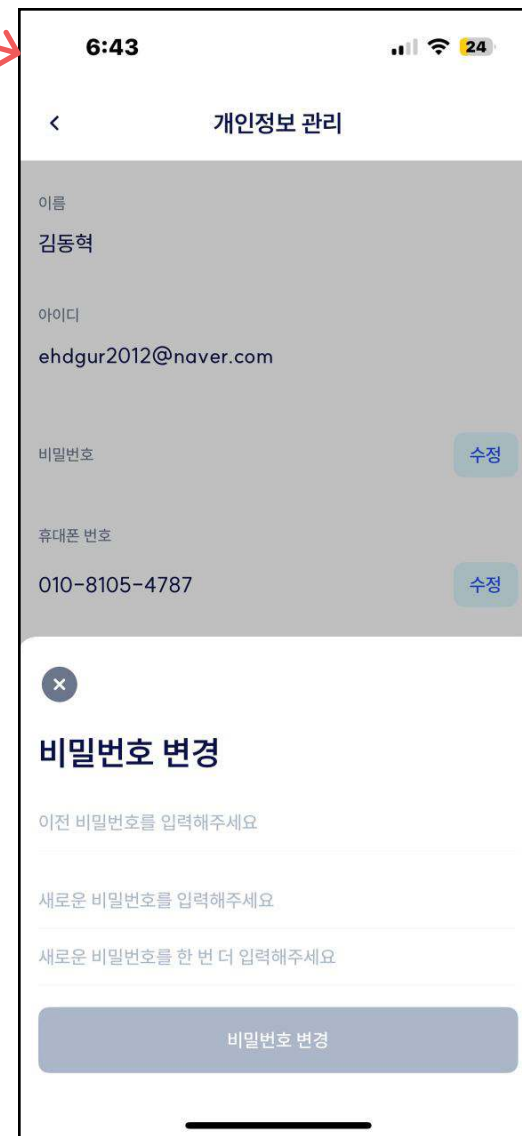 6:43
24
개인정보 관리
이름
김동혁
아이디
ehdgur2012@naver.com
비밀번호
수정
휴대폰 번호
010-8105-4787
수정
비밀번호 변경
이전 비밀번호를 입력해주세요
새로운 비밀번호를 입력해주세요
새로운 비밀번호를 한 번 더 입력해주세요
비밀번호 변경